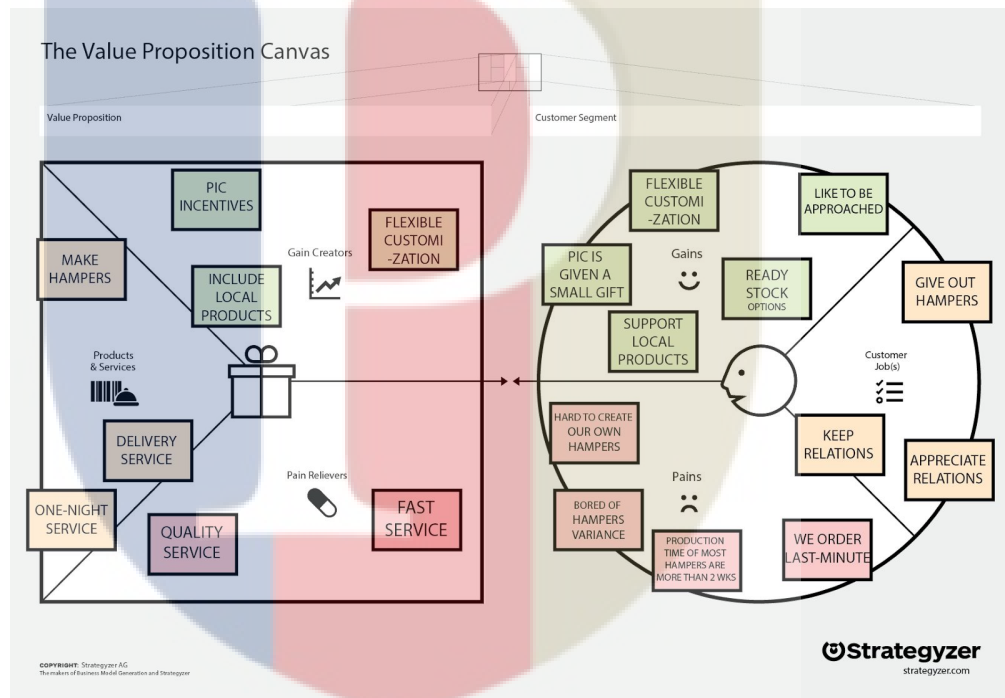 The Value Proposition Canvas
Value Proposition
Customer Segment
PIC
INCENTIVES
FLEXIBLE
CUSTOMI
-ZATION
Gain Creators
MAKE
HAMPERS
INCLUDE
LOCAL
PRODUCTS
Products
& Services
DELIVERY
SERVICE
Pain Relievers
ONE-NIGHT
SERVICE
QUALITY
SERVICE
FAST
SERVICE
FLEXIBLE
CUSTOMI
-ZATION
LIKE TO BE
APPROACHED
Gains
PIC IS
GIVEN A
SMALL GIFT
READY
STOCK
OPTIONS
GIVE OUT
HAMPERS
SUPPORT
LOCAL
PRODUCTS
Customer
Job(s)
HARD TO CREATE
OUR OWN
HAMPERS
KEEP
RELATIONS
APPRECIATE
RELATIONS
Pains
BORED OF
HAMPERS
VARIANCE
PRODUCTION
TIME OF MOST
HAMPERS ARE
MORE THAN 2 WKS
WE ORDER
LAST-MINUTE
COPYRIGHT: Strategyzer AG
The makers of Business Model Generation and Strategyzer
Strategyzer
strategyzer.com